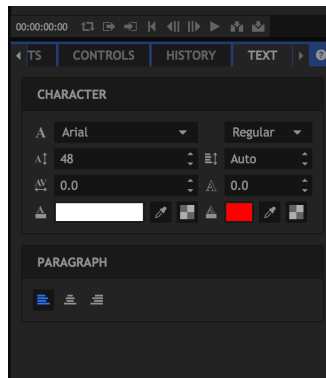 00:00:00:00
TS CONTROLS HISTORY TEXT
CHARACTER
Arial Regular
48 Auto
0.0 0.0
PARAGRAPH